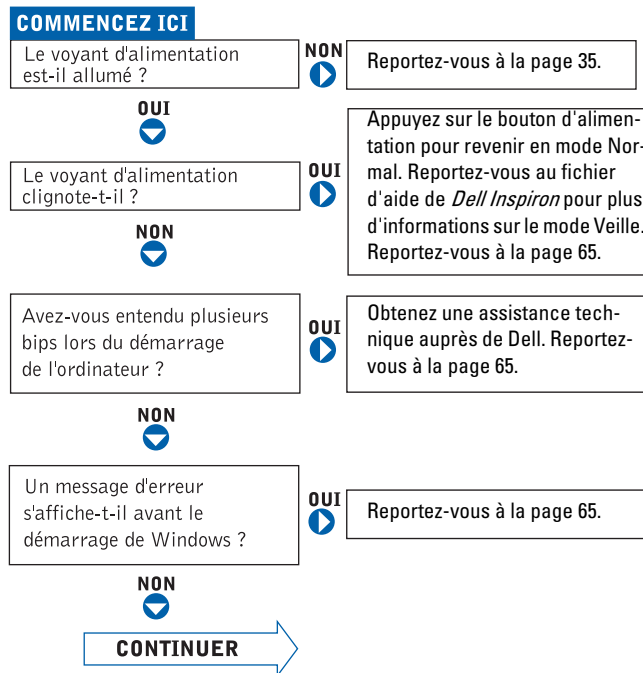 COMMENCEZ ICI
Le voyant d'alimentation
est-il allumé ?
NON
Reportez-vous à la page 35.
OUI
Le voyant d'alimentation
clignote-t-il ?
OUI
Appuyez sur le bouton d'alimen-
tation pour revenir en mode Nor-
mal. Reportez-vous au fichier
d'aide de Dell Inspiron pour plus
d'informations sur le mode Veille.
Reportez-vous à la page 65.
NON
Avez-vous entendu plusieurs
bips lors du démarrage
de l'ordinateur ?
OUI
Obtenez une assistance tech-
nique auprès de Dell. Reportez-
vous à la page 65.
NON
Un message d'erreur
s'affiche-t-il avant le
démarrage de Windows ?
OUI
Reportez-vous à la page 65.
NON
CONTINUER